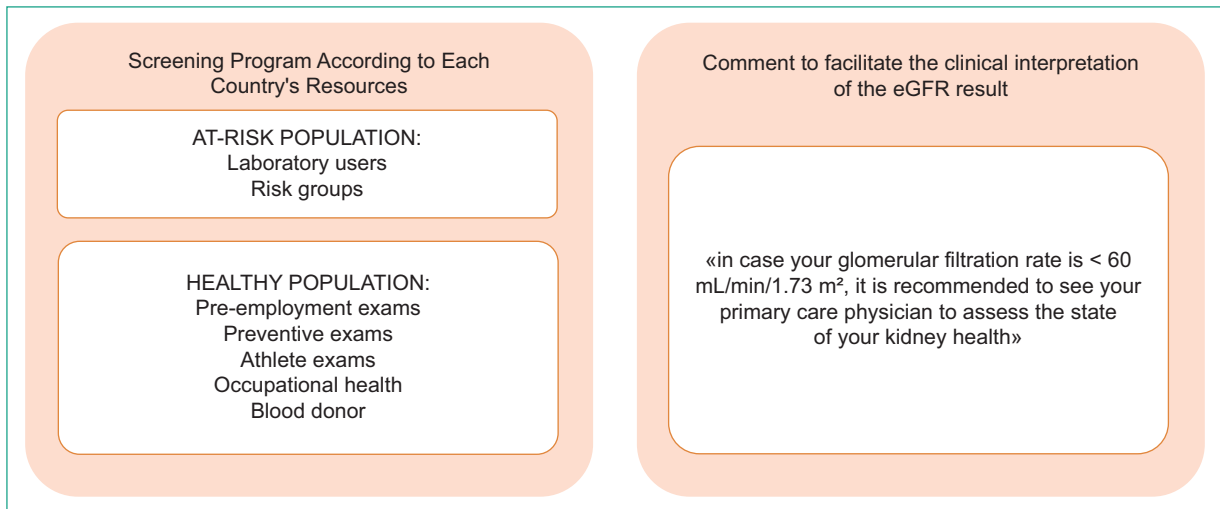 Screening Program According to Each
Country's Resources
AT-RISK POPULATION:
Laboratory users
Risk groups
HEALTHY POPULATION:
Pre-employment exams
Preventive exams
Athlete exams
Occupational health
Blood donor
Comment to facilitate the clinical interpretation
of the eGFR result
«in case your glomerular filtration rate is < 60
mL/min/1.73 m², it is recommended to see your
primary care physician to assess the state
of your kidney health»